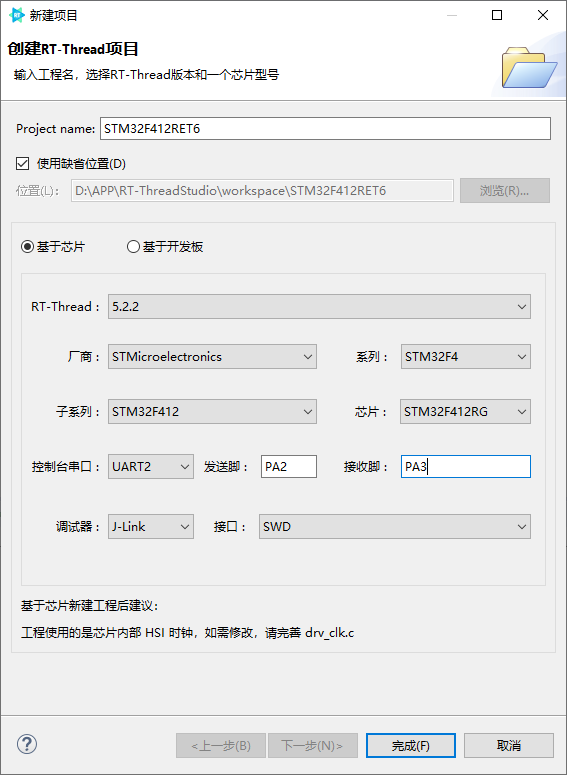 新建项目
创建RT-Thread项目
输入工程名，选择RT-Thread版本和一个芯片型号
Project name: STM32F412RET6
使用缺省位置(D)
位置(L)： D:\APP\RT-ThreadStudio\workspace\STM32F412RET6 浏览(R)...
基于芯片 基于开发板
RT-Thread： 5.2.2
厂商： STMicroelectronics 系列： STM32F4
子系列： STM32F412 芯片： STM32F412RG
控制台串口： UART2 发送脚： PA2 接收脚： PA3
调试器： J-Link 接口： SWD
基于芯片新建工程后建议：
工程使用的是芯片内部 HSI 时钟，如需修改，请完善 drv_clk.c
? <上一步(B) 下一步(N)> 完成(F) 取消